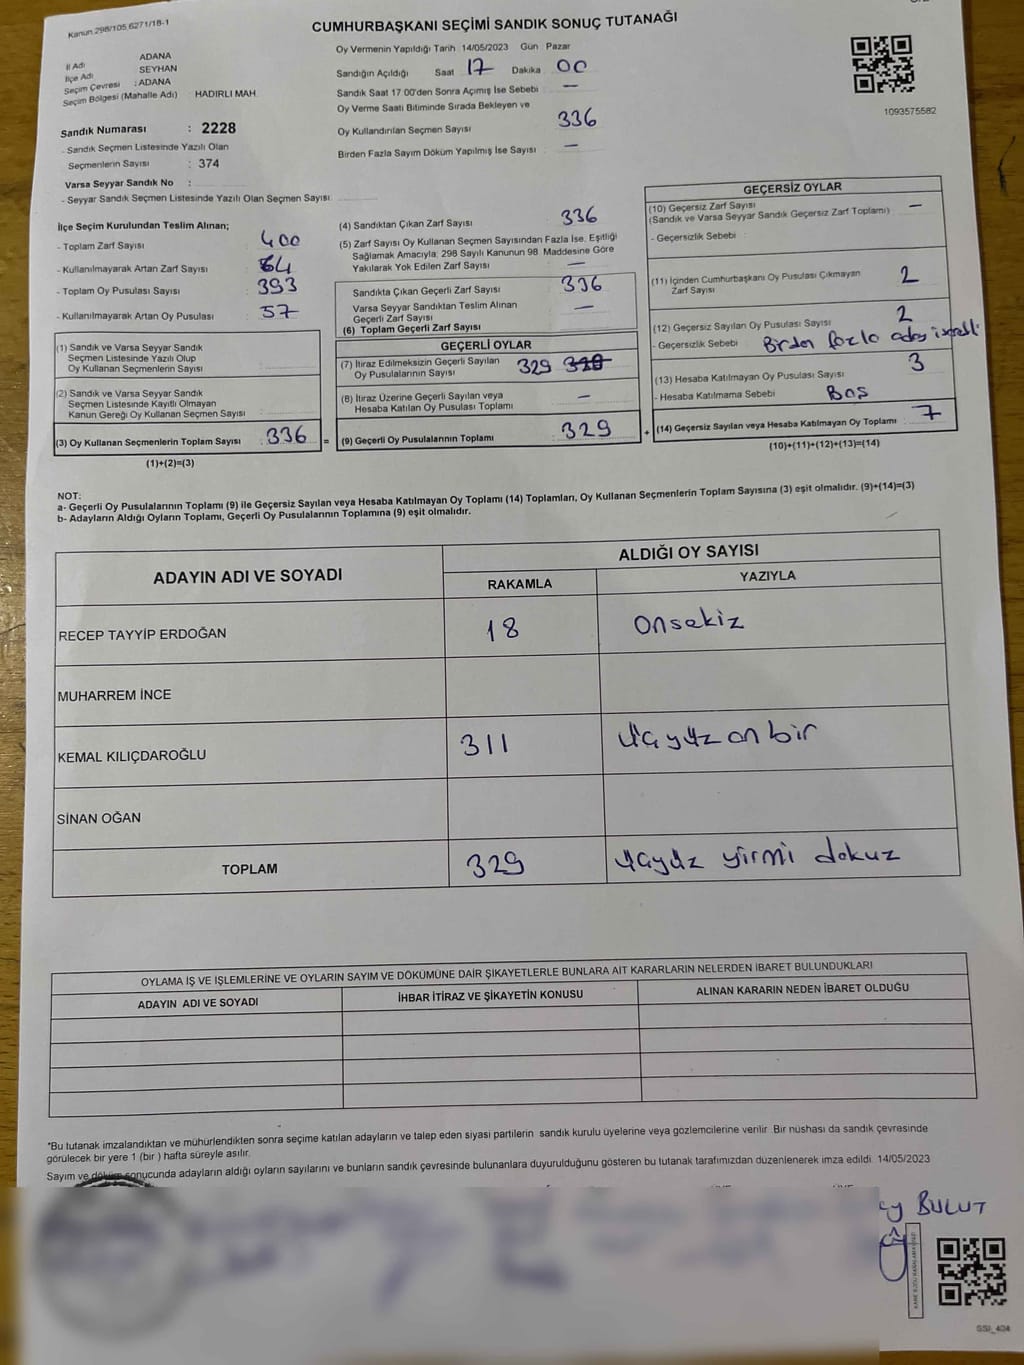 Kanun:298/105,6271/18-1
CUMHURBAŞKANI SEÇİMİ SANDIK SONUÇ TUTANAĞI
İl Adı ADANA
İlçe Adı SEYHAN
Seçim Çevresi : ADANA
Seçim Bölgesi (Mahalle Adı) HADIRLI MAH.
Sandık Numarası : 2228
- Sandık Seçmen Listesinde Yazılı Olan
Seçmenlerin Sayısı : 374
Varsa Seyyar Sandık No :
- Seyyar Sandık Seçmen Listesinde Yazılı Olan Seçmen Sayısı:
Oy Vermenin Yapıldığı Tarih 14/05/2023 Gün Pazar
Sandığın Açıldığı Saat 17 Dakika 00
Sandık Saat 17.00'den Sonra Açımış İse Sebebi —
Oy Verme Saati Bitiminde Sırada Bekleyen ve
Oy Kullandırılan Seçmen Sayısı 336
Birden Fazla Sayım Döküm Yapılmış İse Sayısı —
1093575582
İlçe Seçim Kurulundan Teslim Alınan;
- Toplam Zarf Sayısı : 400
- Kullanılmayarak Artan Zarf Sayısı : 64
- Toplam Oy Pusulası Sayısı : 393
- Kullanılmayarak Artan Oy Pusulası : 57
(1) Sandık ve Varsa Seyyar Sandık
Seçmen Listesinde Yazılı Olup
Oy Kullanan Seçmenlerin Sayısı :
(2) Sandık ve Varsa Seyyar Sandık
Seçmen Listesinde Kayıtlı Olmayan
Kanun Gereği Oy Kullanan Seçmen Sayısı :
(3) Oy Kullanan Seçmenlerin Toplam Sayısı : 336 =
(1)+(2)=(3)
(4) Sandıktan Çıkan Zarf Sayısı 336
(5) Zarf Sayısı Oy Kullanan Seçmen Sayısından Fazla İse, Eşitliği
Sağlamak Amacıyla; 298 Sayılı Kanunun 98. Maddesine Göre
Yakılarak Yok Edilen Zarf Sayısı —
Sandıkta Çıkan Geçerli Zarf Sayısı 336
Varsa Seyyar Sandıktan Teslim Alınan
Geçerli Zarf Sayısı —
(6) Toplam Geçerli Zarf Sayısı
GEÇERLİ OYLAR
(7) İtiraz Edilmeksizin Geçerli Sayılan
Oy Pusulalarının Sayısı 329
(8) İtiraz Üzerine Geçerli Sayılan veya
Hesaba Katılan Oy Pusulası Toplamı —
(9) Geçerli Oy Pusulalarının Toplamı 329 +
GEÇERSİZ OYLAR
(10) Geçersiz Zarf Sayısı —
(Sandık ve Varsa Seyyar Sandık Geçersiz Zarf Toplamı)
- Geçersizlik Sebebi :
(11) İçinden Cumhurbaşkanı Oy Pusulası Çıkmayan
Zarf Sayısı 2
(12) Geçersiz Sayılan Oy Pusulası Sayısı 2
- Geçersizlik Sebebi Birden fazla aday işaretli
(13) Hesaba Katılmayan Oy Pusulası Sayısı 3
- Hesaba Katılmama Sebebi Boş
(14) Geçersiz Sayılan veya Hesaba Katılmayan Oy Toplamı 7
(10)+(11)+(12)+(13)=(14)
NOT:
a- Geçerli Oy Pusulalarının Toplamı (9) ile Geçersiz Sayılan veya Hesaba Katılmayan Oy Toplamı (14) Toplamları, Oy Kullanan Seçmenlerin Toplam Sayısına (3) eşit olmalıdır. (9)+(14)=(3)
b- Adayların Aldığı Oyların Toplamı, Geçerli Oy Pusulalarının Toplamına (9) eşit olmalıdır.
ADAYIN ADI VE SOYADI ALDIĞI OY SAYISI
RAKAMLA YAZIYLA
RECEP TAYYİP ERDOĞAN 18 onsekiz
MUHARREM İNCE
KEMAL KILIÇDAROĞLU 311 üçyüz on bir
SİNAN OĞAN
TOPLAM 329 üçyüz yirmi dokuz
OYLAMA İŞ VE İŞLEMLERİNE VE OYLARIN SAYIM VE DÖKÜMÜNE DAİR ŞİKAYETLERLE BUNLARA AİT KARARLARIN NELERDEN İBARET BULUNDUKLARI
ADAYIN ADI VE SOYADI İHBAR İTİRAZ VE ŞİKAYETİN KONUSU ALINAN KARARIN NEDEN İBARET OLDUĞU
*Bu tutanak imzalandıktan ve mühürlendikten sonra seçime katılan adayların ve talep eden siyasi partilerin sandık kurulu üyelerine veya gözlemcilerine verilir. Bir nüshası da sandık çevresinde
görülecek bir yere 1 (bir ) hafta süreyle asılır.
Sayım ve döküm sonucunda adayların aldığı oyların sayılarını ve bunların sandık çevresinde bulunanlara duyurulduğunu gösteren bu tutanak tarafımızdan düzenlenerek imza edildi. 14/05/2023
BULUT
GSI_404